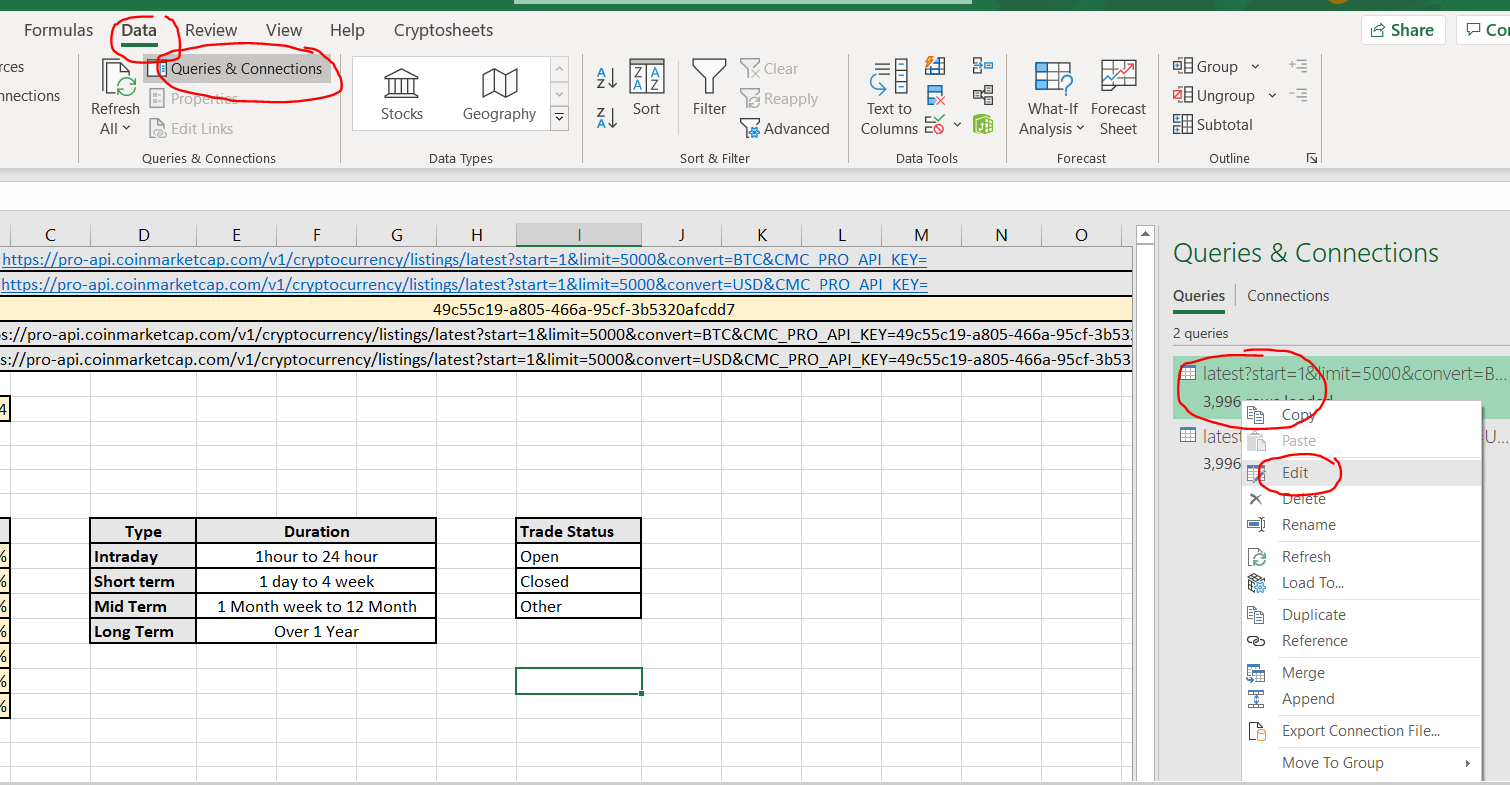 Formulas Data Review View Help Cryptosheets Share
Queries & Connections
Refresh All
Properties
Edit Links
Queries & Connections
Stocks Geography
Data Types
Sort
Filter
Clear
Reapply
Advanced
Sort & Filter
Text to Columns
Data Tools
What-If Analysis
Forecast Sheet
Forecast
Group
Ungroup
Subtotal
Outline
C D E F G H I J K L M N O
https://pro-api.coinmarketcap.com/v1/cryptocurrency/listings/latest?start=1&limit=5000&convert=BTC&CMC_PRO_API_KEY=
https://pro-api.coinmarketcap.com/v1/cryptocurrency/listings/latest?start=1&limit=5000&convert=USD&CMC_PRO_API_KEY=
49c55c19-a805-466a-95cf-3b5320afcdd7
s://pro-api.coinmarketcap.com/v1/cryptocurrency/listings/latest?start=1&limit=5000&convert=BTC&CMC_PRO_API_KEY=49c55c19-a805-466a-95cf-3b53
s://pro-api.coinmarketcap.com/v1/cryptocurrency/listings/latest?start=1&limit=5000&convert=USD&CMC_PRO_API_KEY=49c55c19-a805-466a-95cf-3b53
4
Type Duration
Intraday 1hour to 24 hour
Short term 1 day to 4 week
Mid Term 1 Month week to 12 Month
Long Term Over 1 Year
Trade Status
Open
Closed
Other
%
%
%
%
%
%
%
Queries & Connections
Queries Connections
2 queries
latest?start=1&limit=5000&convert=B...
3,996 rows loaded
latest U...
3,996
Copy
Paste
Edit
Delete
Rename
Refresh
Load To...
Duplicate
Reference
Merge
Append
Export Connection File...
Move To Group